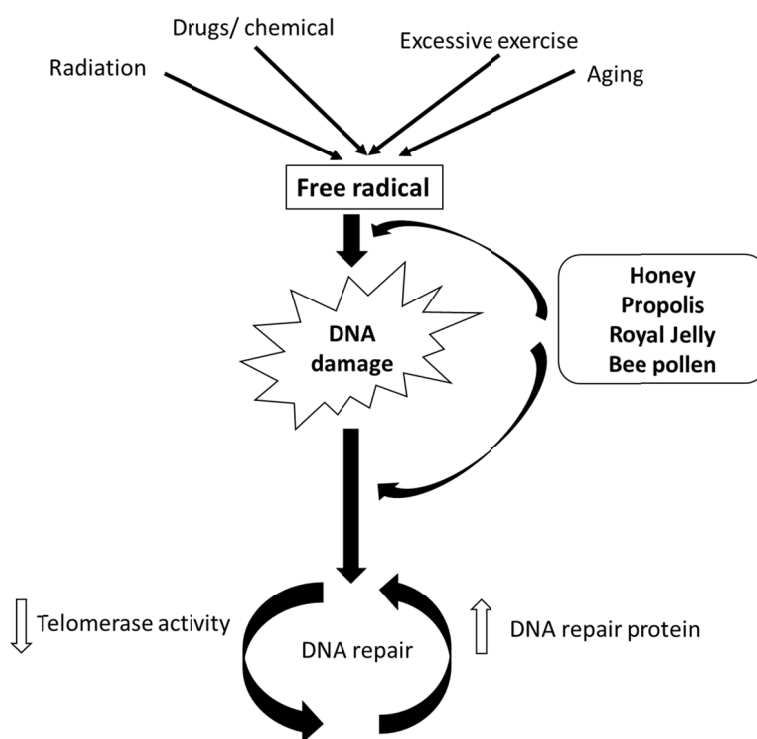 Drugs/ chemical
Excessive exercise
Radiation
Aging
Free radical
Honey
Propolis
Royal Jelly
Bee pollen
DNA
damage
Telomerase activity
DNA repair
DNA repair protein